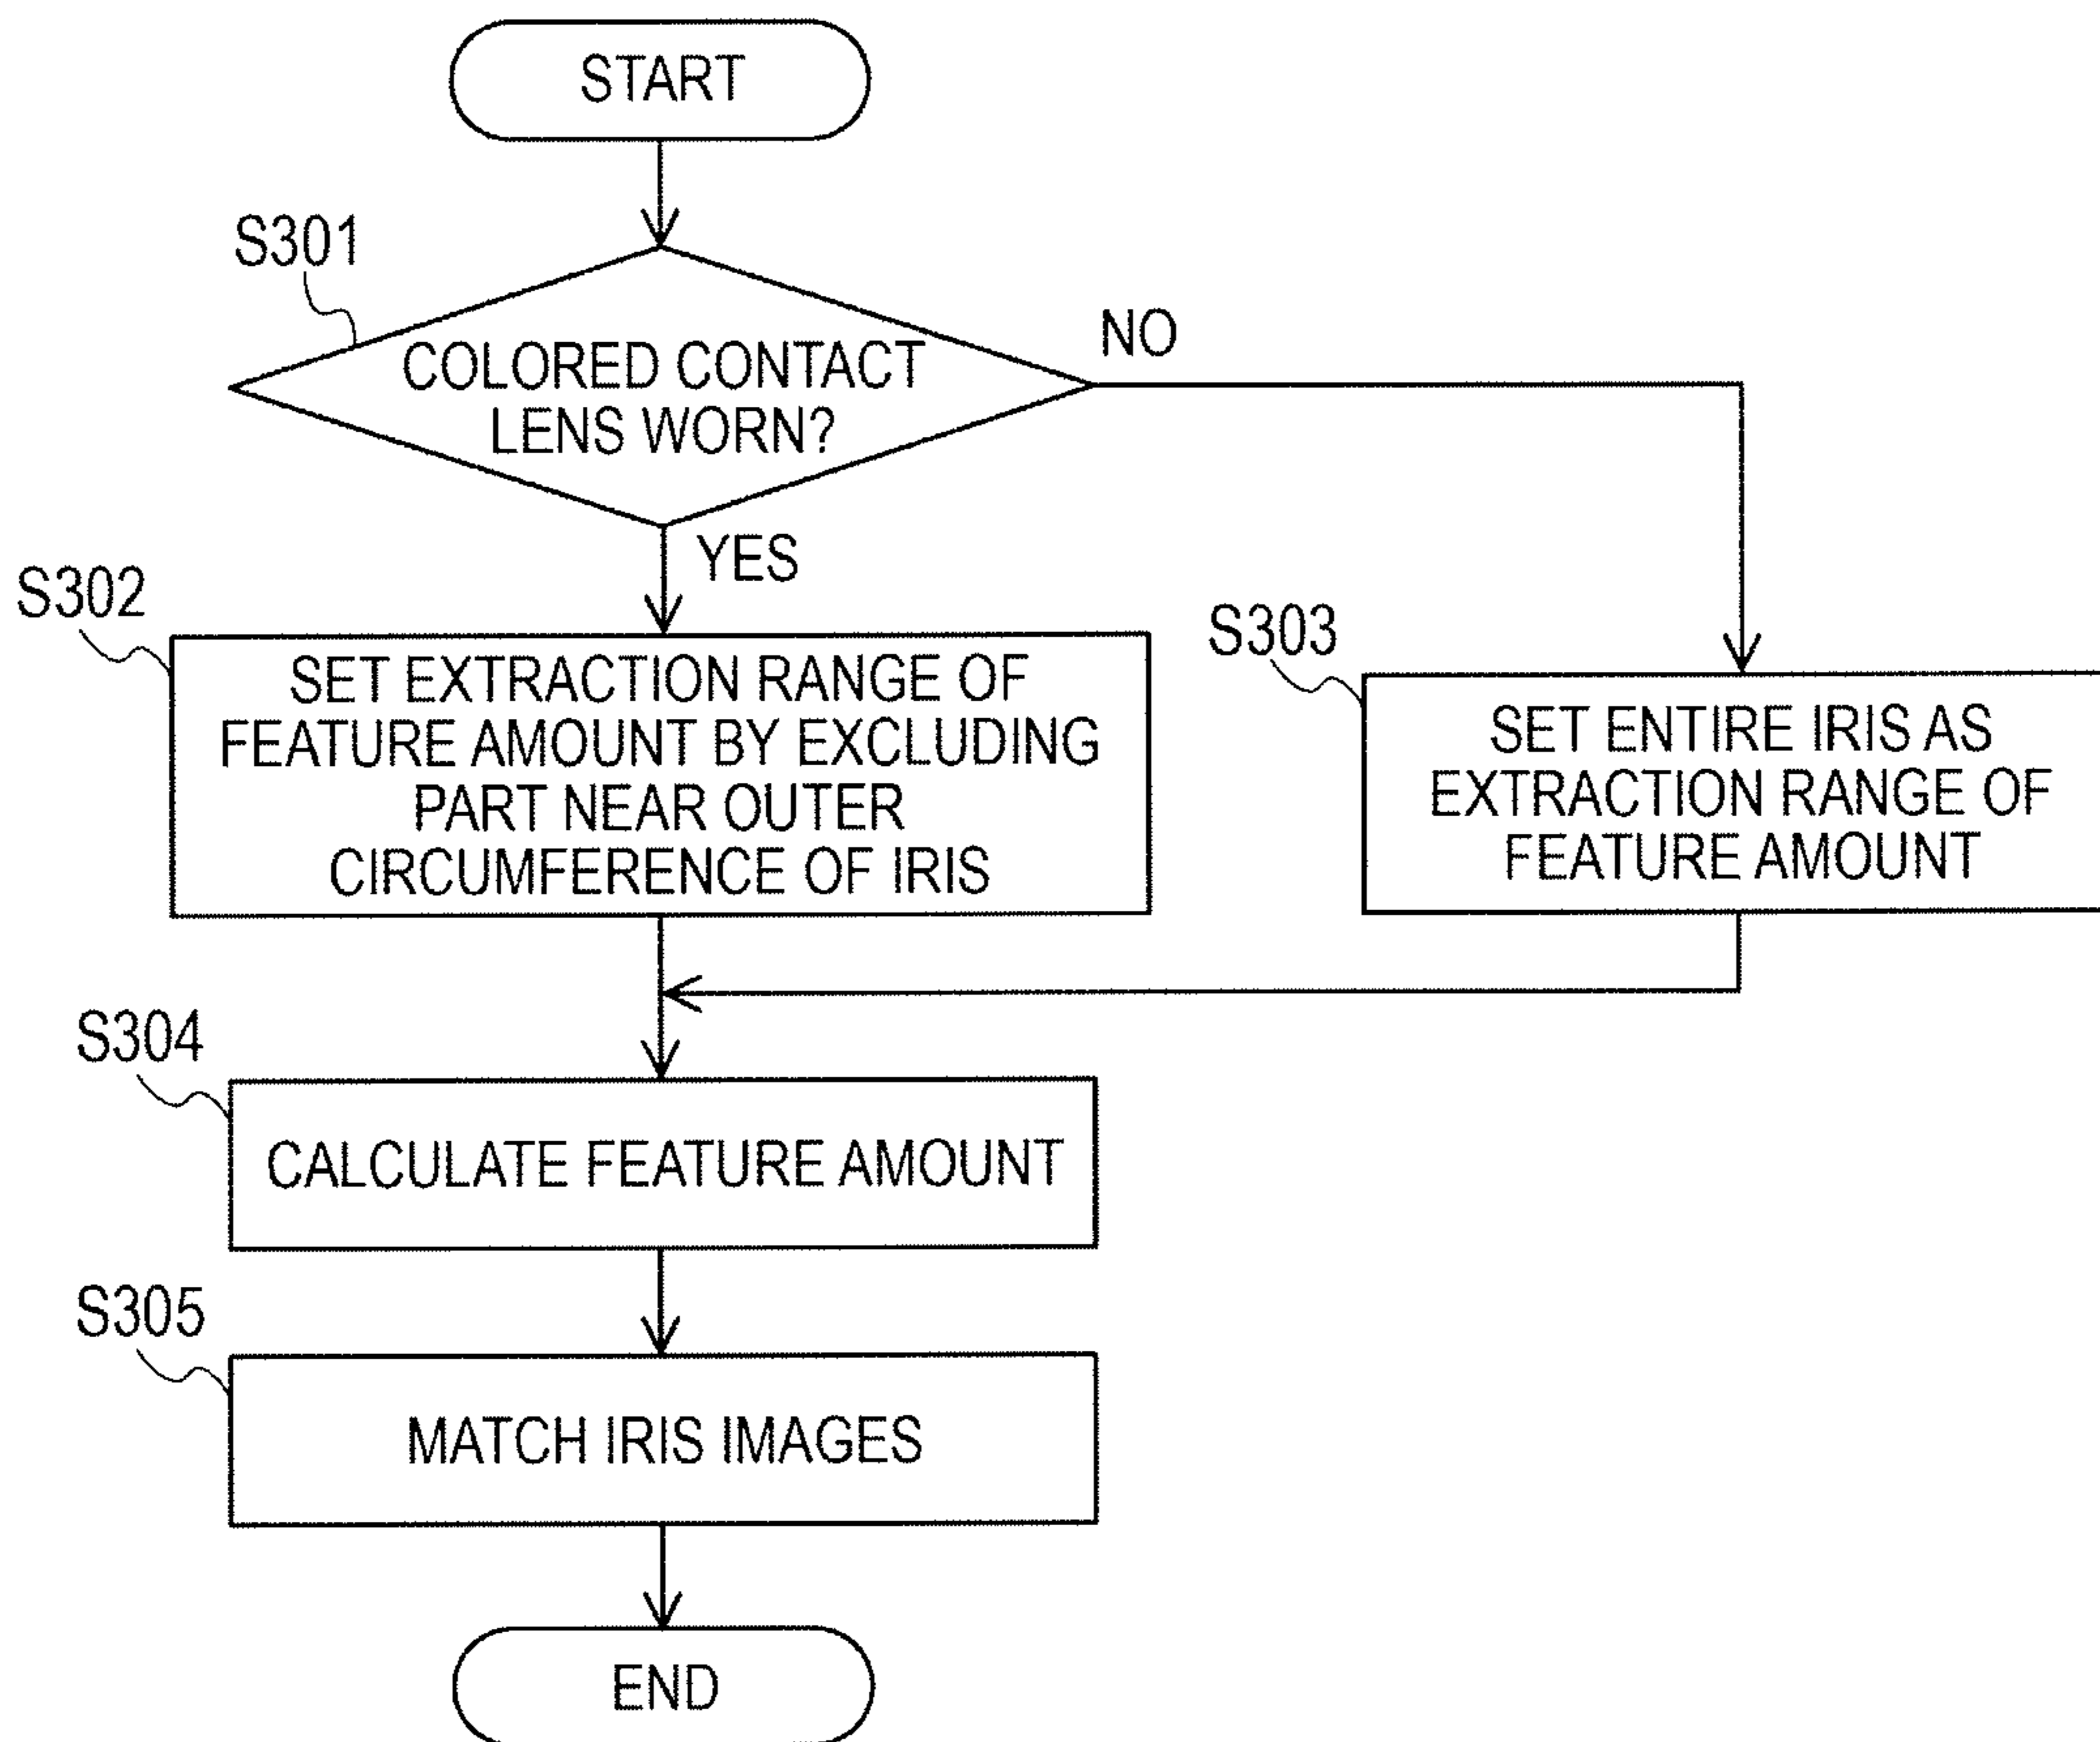 START
S301
COLORED CONTACT
LENS WORN?
NO
YES
S302
SET EXTRACTION RANGE OF
FEATURE AMOUNT BY EXCLUDING
PART NEAR OUTER
CIRCUMFERENCE OF IRIS
S303
SET ENTIRE IRIS AS
EXTRACTION RANGE OF
FEATURE AMOUNT
S304
CALCULATE FEATURE AMOUNT
S305
MATCH IRIS IMAGES
END